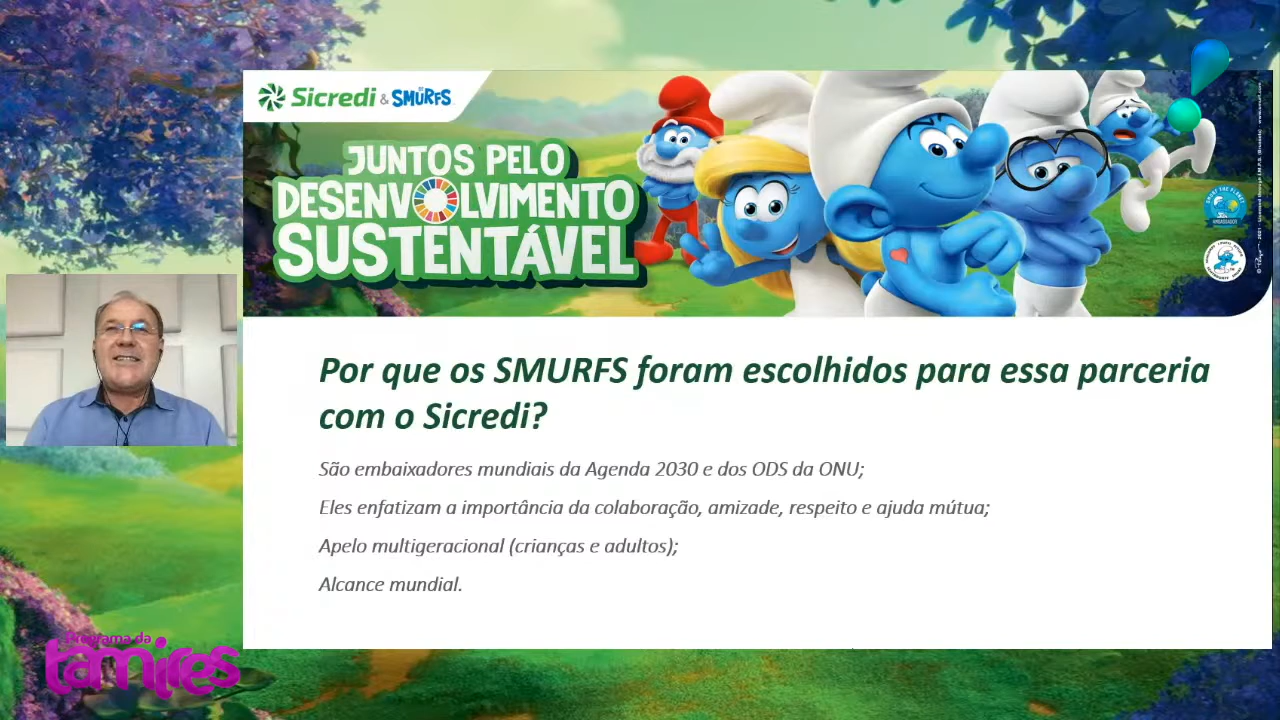 Sicredi & SMURFS
JUNTOS PELO
DESENVOLVIMENTO
SUSTENTÁVEL
Por que os SMURFS foram escolhidos para essa parceria
com o Sicredi?
São embaixadores mundiais da Agenda 2030 e dos ODS da ONU;
Eles enfatizam a importância da colaboração, amizade, respeito e ajuda mútua;
Apelo multigeracional (crianças e adultos);
Alcance mundial.
Programa da
tamires